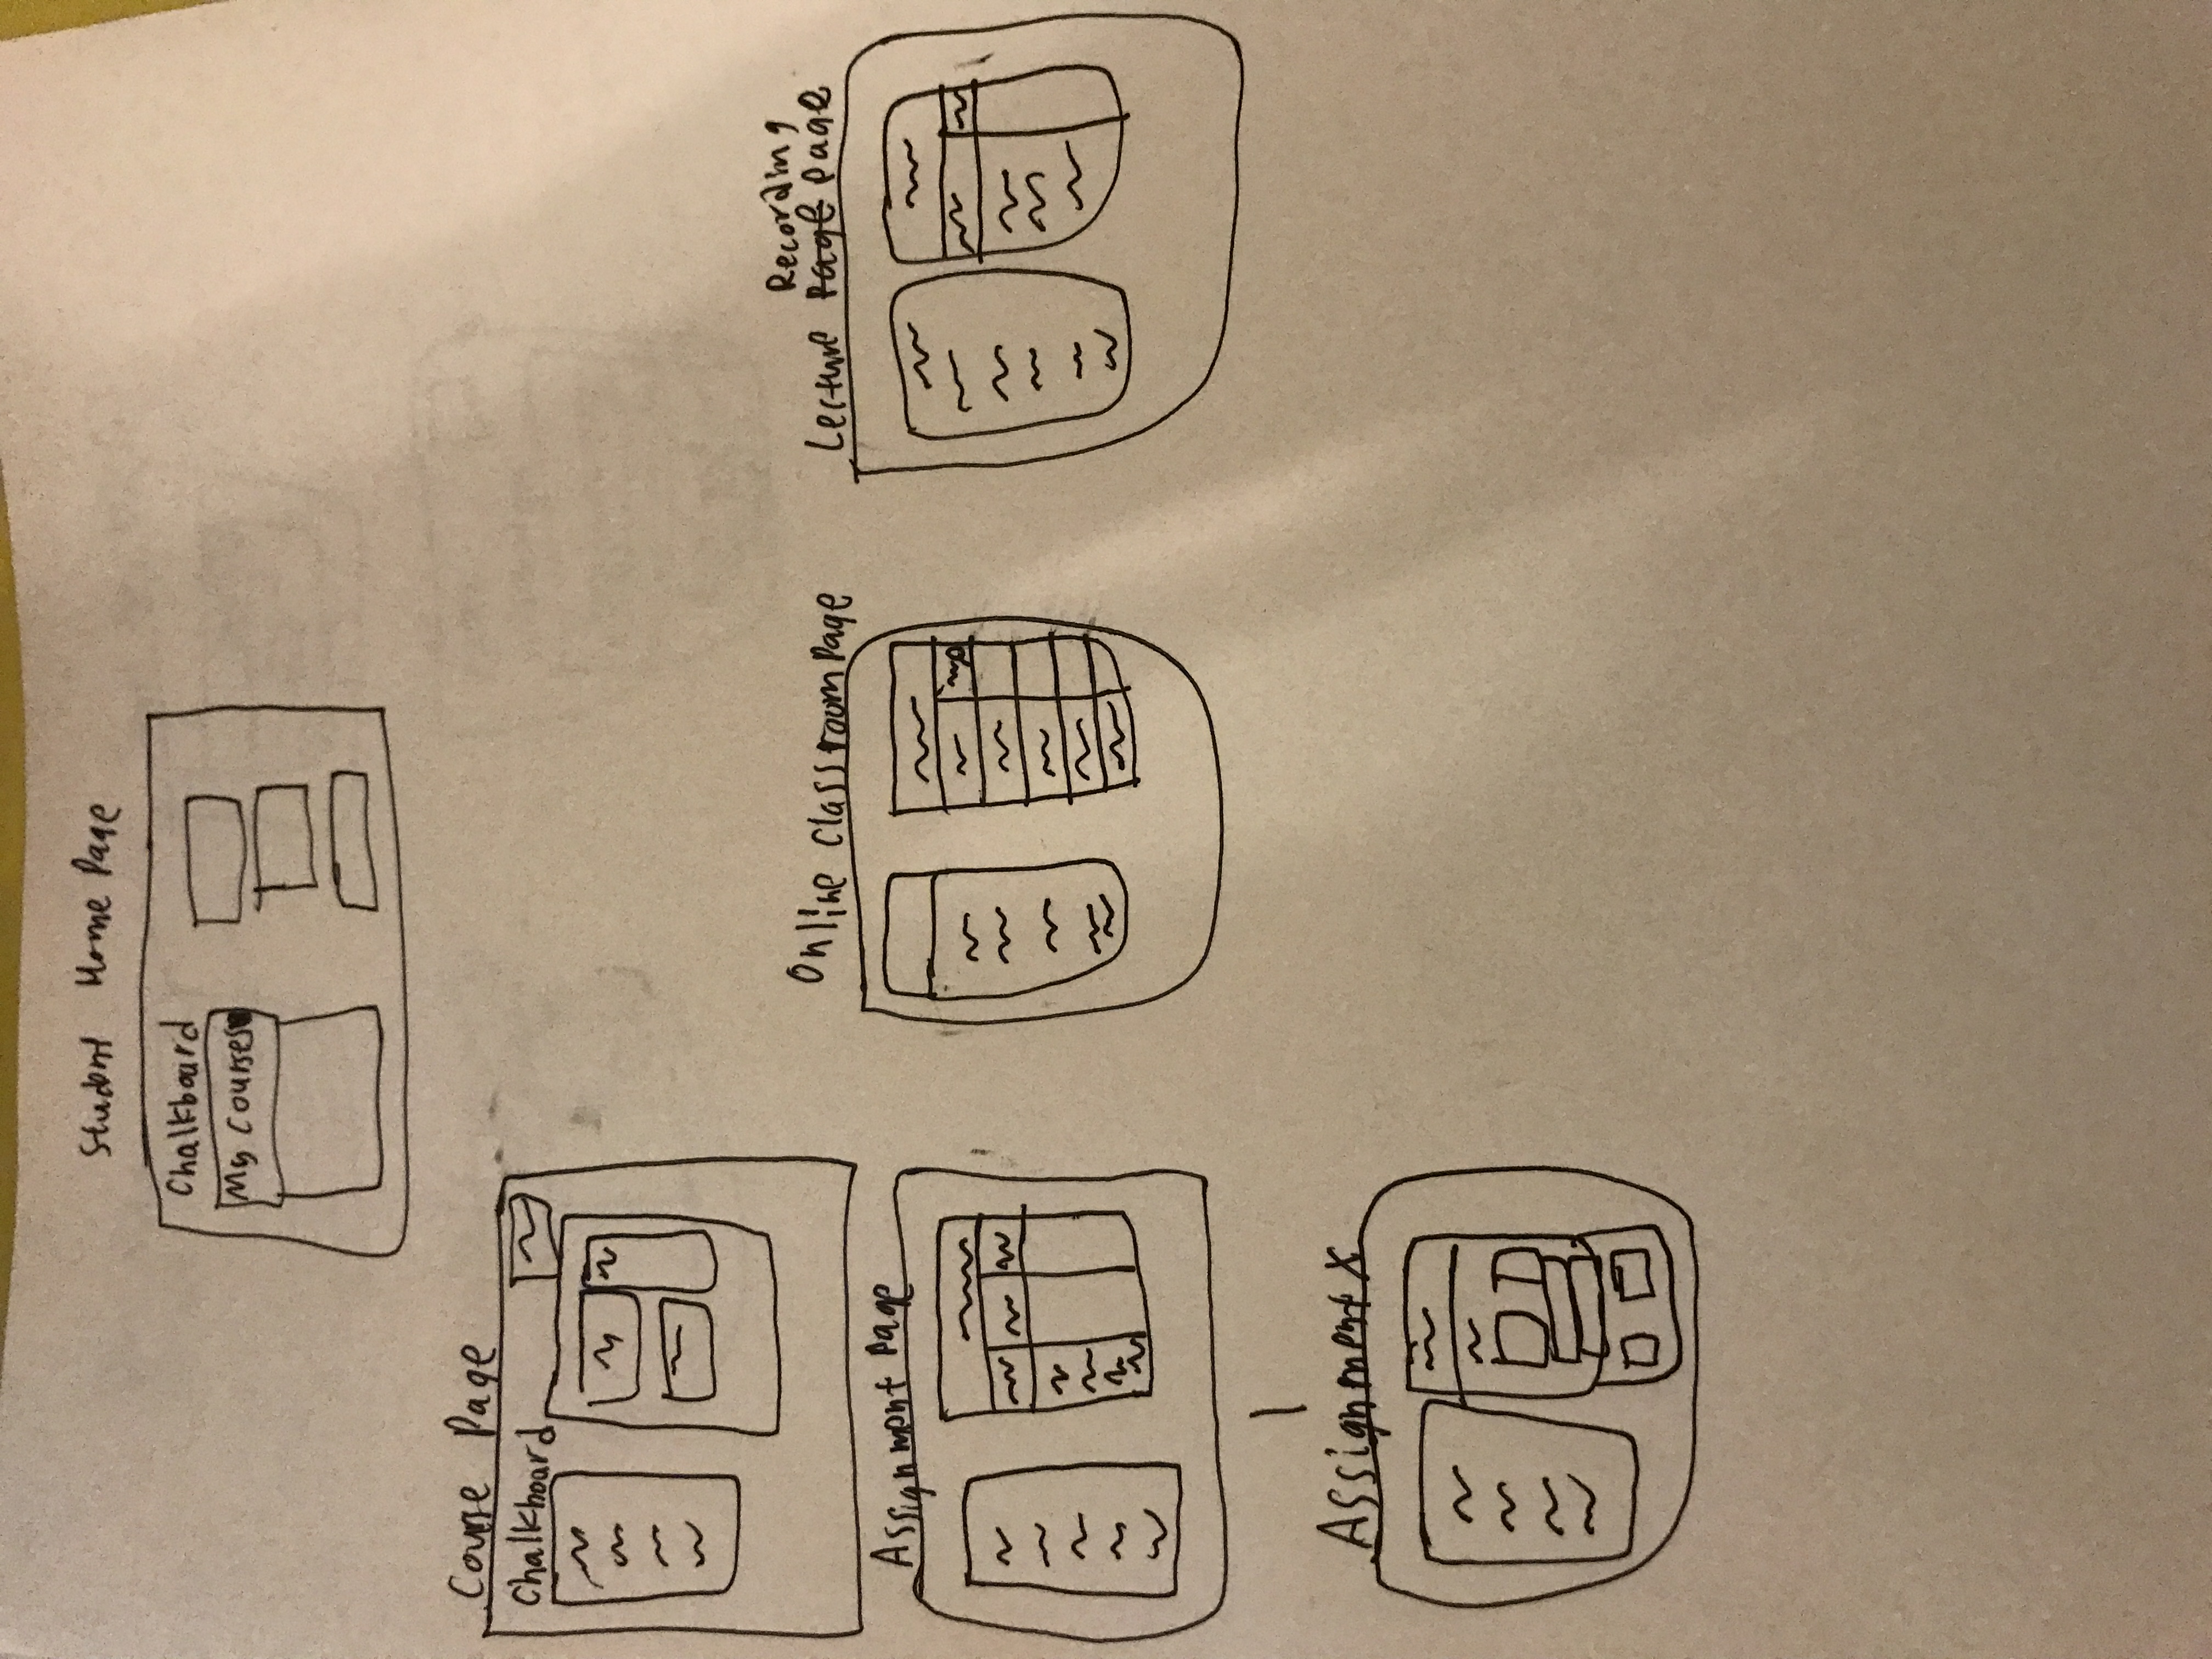 Student Home Page
Chalkboard
My Courses
Course Page
Chalkboard
Online Classroom Page
Recording
Lecture Page Page
Assignment Page
Assignment X